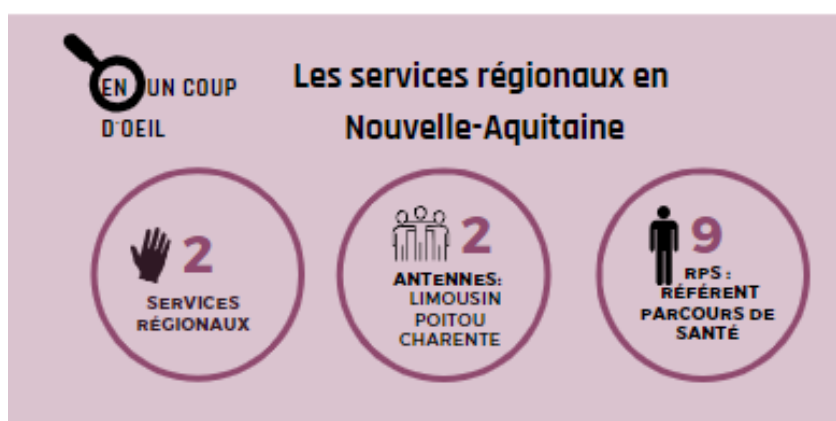 EN UN COUP
D'OEIL
Les services régionaux en
Nouvelle-Aquitaine
2
SERVICES
RÉGIONAUX
2
ANTENNES:
LIMOUSIN
POITOU
CHARENTE
9
RPS :
RÉFÉRENT
PARCOURS DE
SANTÉ